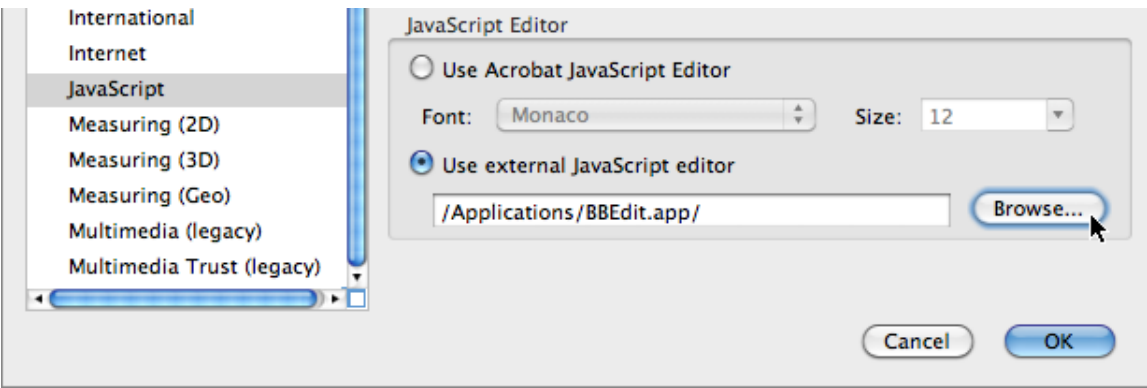 International
Internet
JavaScript
Measuring (2D)
Measuring (3D)
Measuring (Geo)
Multimedia (legacy)
Multimedia Trust (legacy)
JavaScript Editor
Use Acrobat JavaScript Editor
Font: Monaco Size: 12
Use external JavaScript editor
/Applications/BBEdit.app/ Browse...
Cancel OK